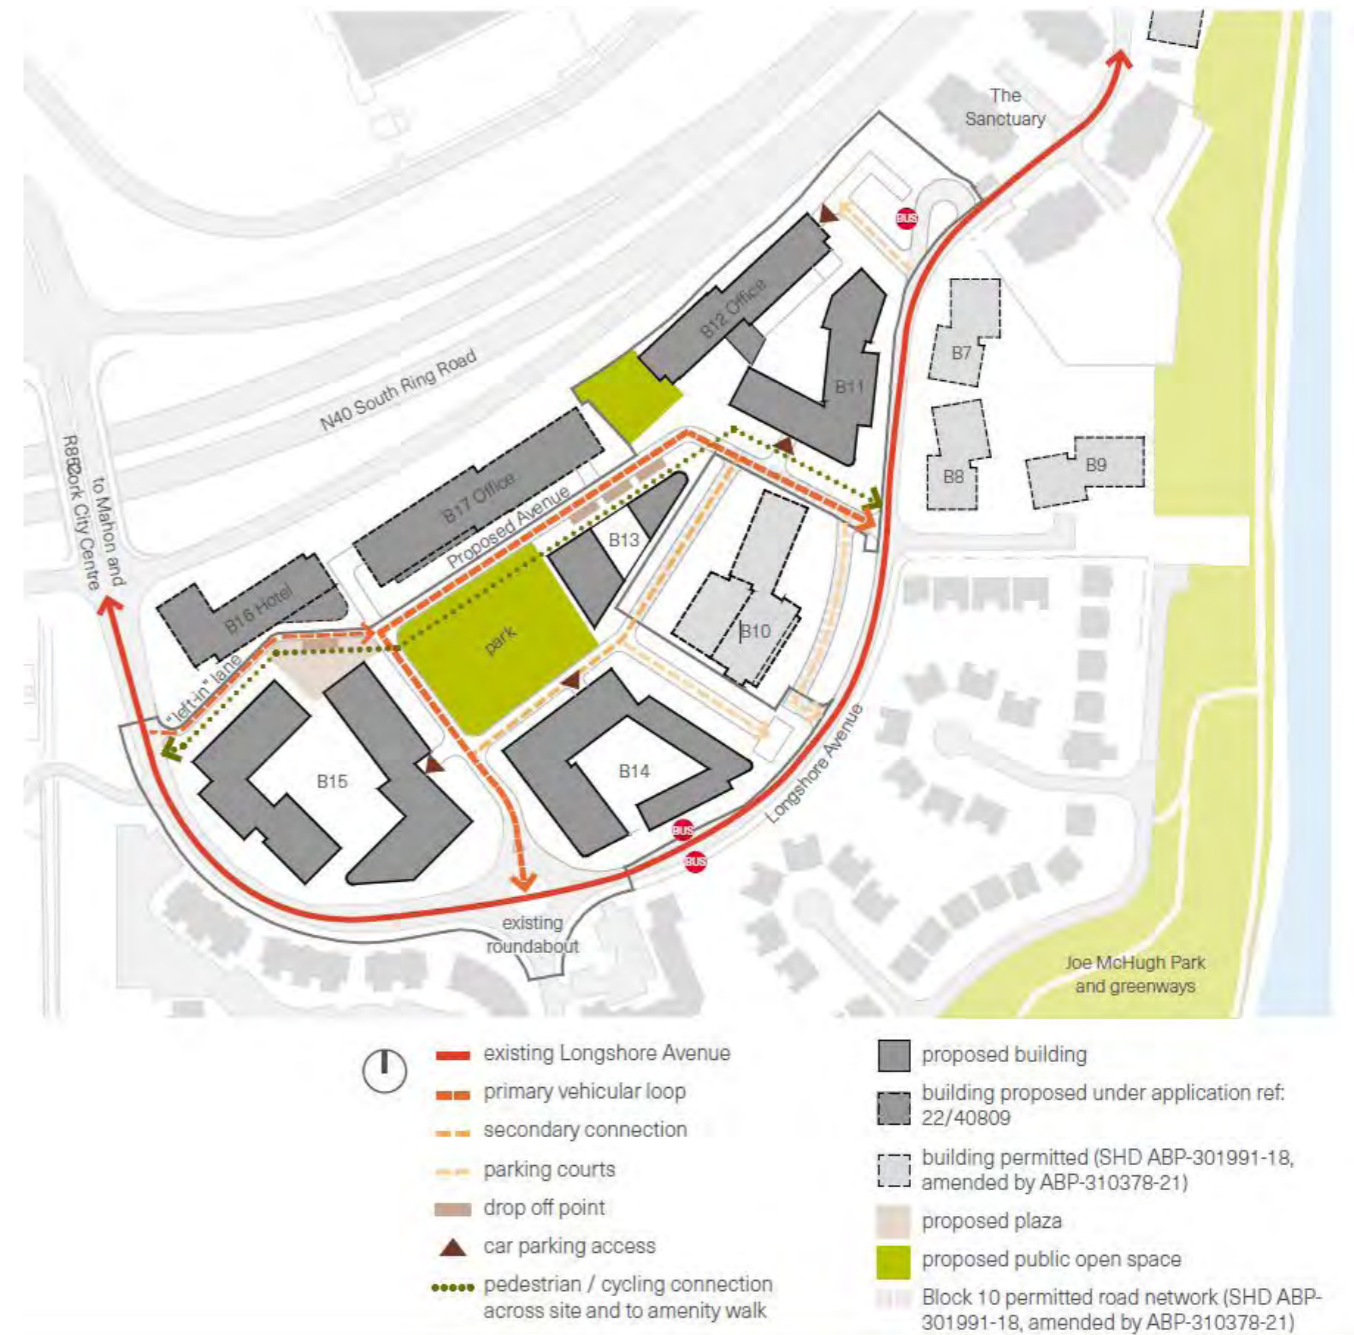 The
Sanctuary
BUS
B12 Office
B11
B7
N40 South Ring Road
B8
B9
R852
to Mahon and
Cork City Centre
B17 Office
Proposed Avenue
B13
B16 Hotel
park
B10
"left-in" lane
B15
B14
Longshore Avenue
BUS
BUS
existing
roundabout
Joe McHugh Park
and greenways
existing Longshore Avenue
primary vehicular loop
secondary connection
parking courts
drop off point
car parking access
pedestrian / cycling connection
across site and to amenity walk
proposed building
building proposed under application ref:
22/40809
building permitted (SHD ABP-301991-18,
amended by ABP-310378-21)
proposed plaza
proposed public open space
Block 10 permitted road network (SHD ABP-
301991-18, amended by ABP-310378-21)